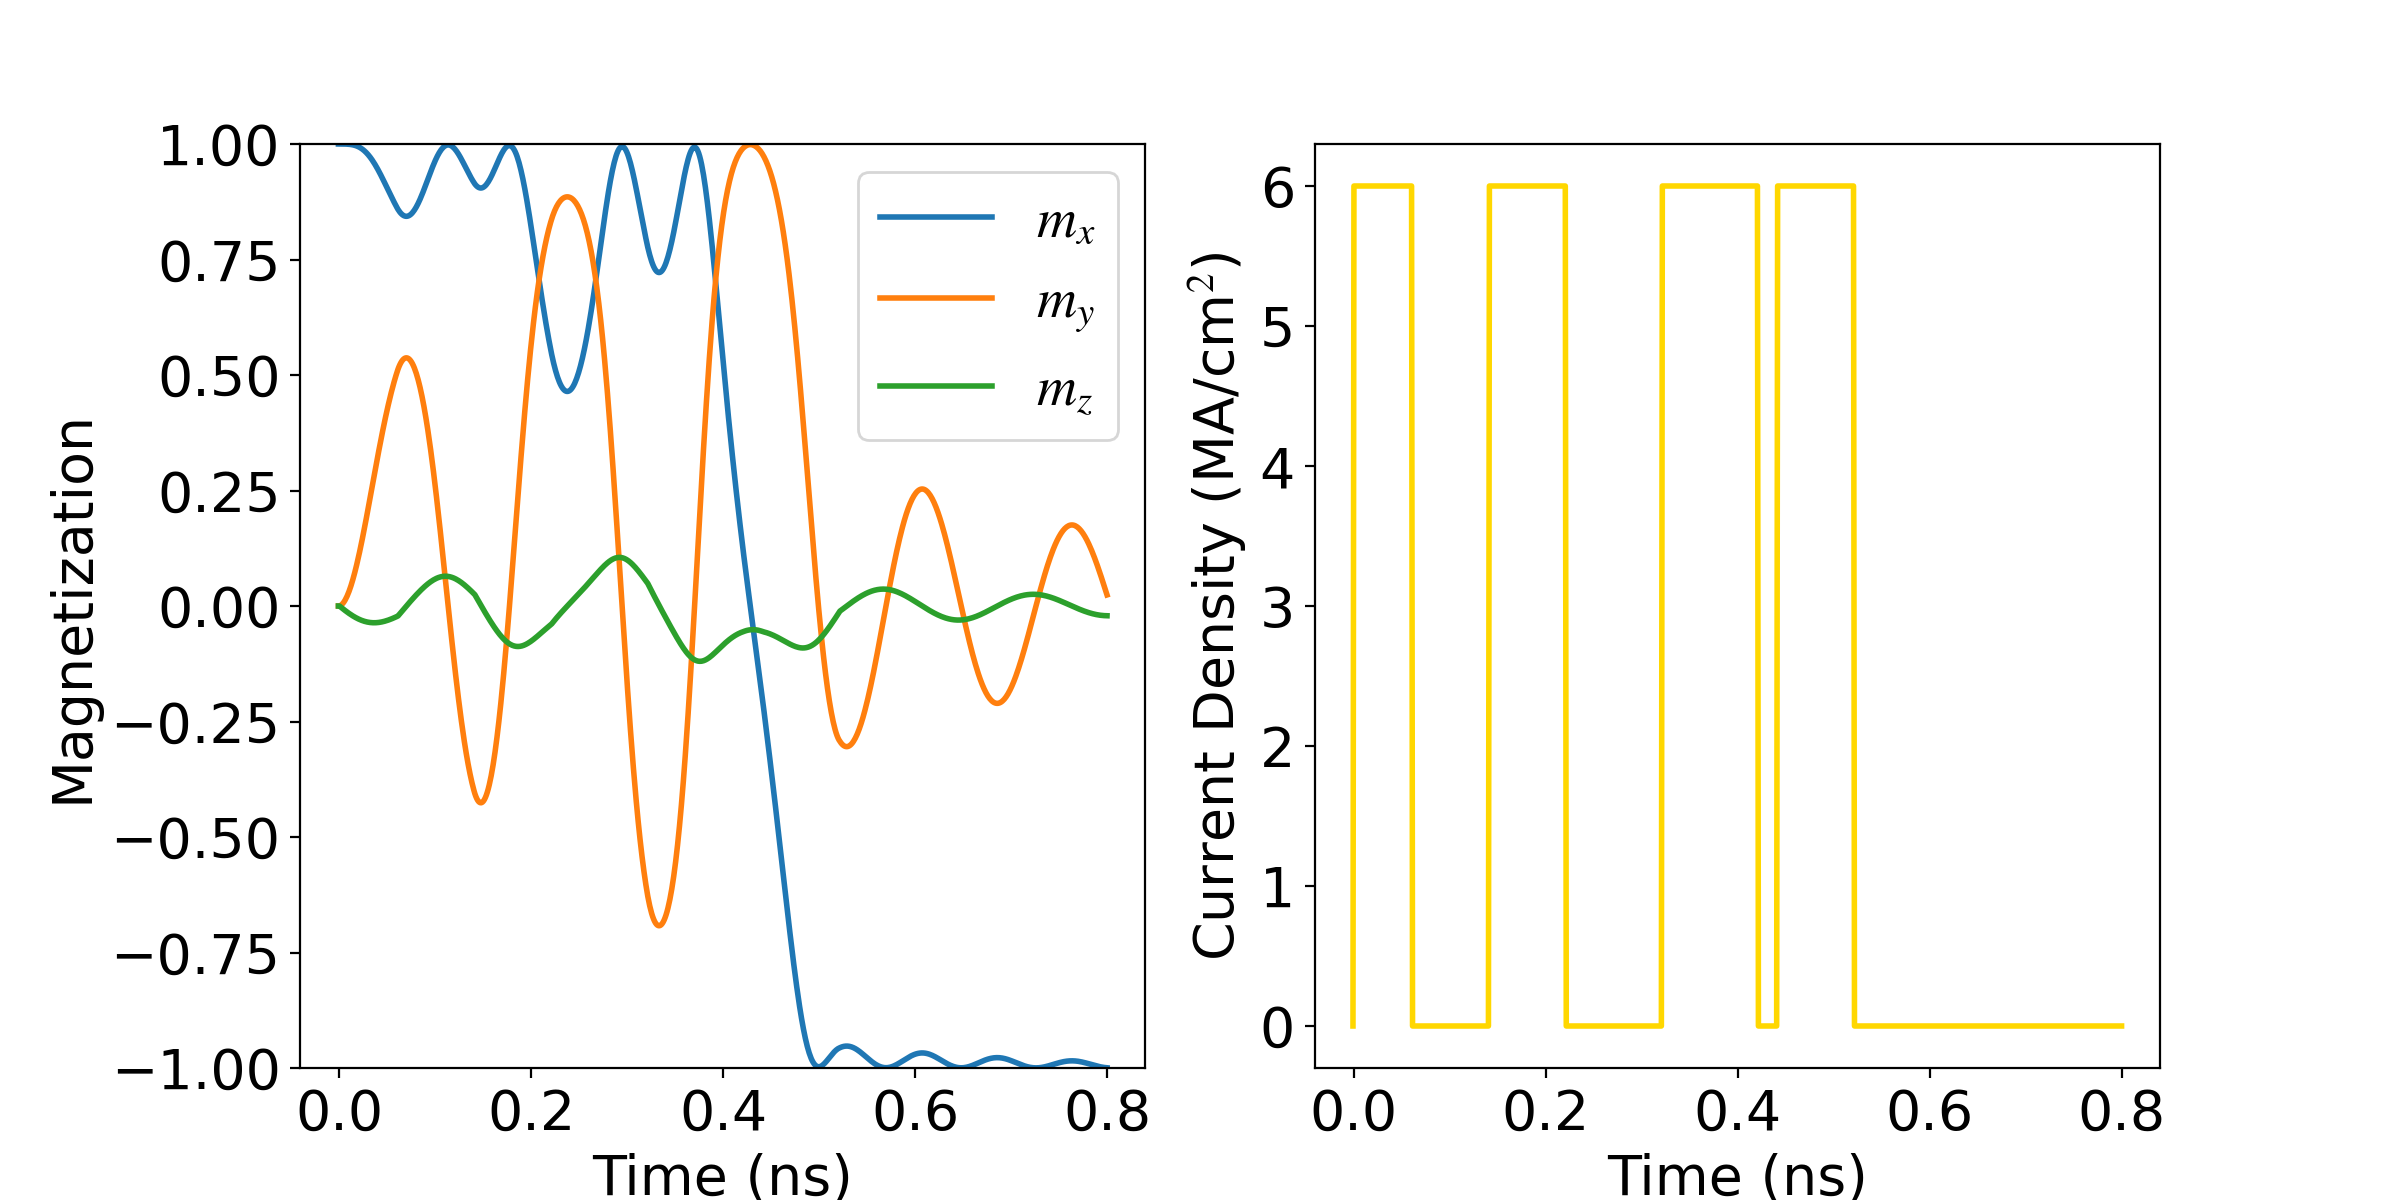 Magnetization
1.00
0.75
0.50
0.25
0.00
−0.25
−0.50
−0.75
−1.00
0.0 0.2 0.4 0.6 0.8
Time (ns)
m_x
m_y
m_z
Current Density (MA/cm²)
6
5
4
3
2
1
0
0.0 0.2 0.4 0.6 0.8
Time (ns)